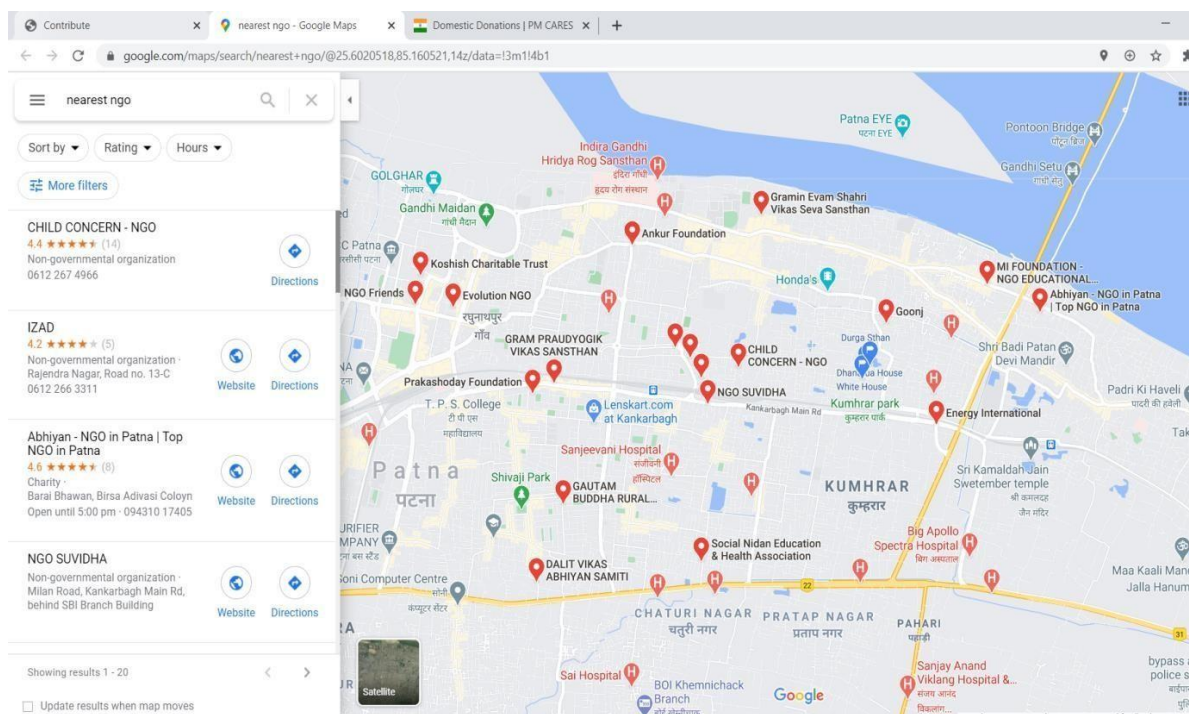 Contribute
nearest ngo - Google Maps
Domestic Donations | PM CARES
google.com/maps/search/nearest+ngo/@25.6020518,85.160521,14z/data=!3m1!4b1
nearest ngo
Sort by
Rating
Hours
More filters
CHILD CONCERN - NGO
4.4 (14)
Non-governmental organization
0612 267 4966
Directions
IZAD
4.2 (5)
Non-governmental organization ·
Rajendra Nagar, Road no. 13-C
0612 266 3311
Website
Directions
Abhiyan - NGO in Patna | Top
NGO in Patna
4.6 (8)
Charity ·
Barai Bhawan, Birsa Adivasi Coloyn
Open until 5:00 pm · 094310 17405
Website
Directions
NGO SUVIDHA
Non-governmental organization ·
Milan Road, Kankarbagh Main Rd,
behind SBI Branch Building
Website
Directions
Showing results 1 - 20
Update results when map moves
Patna EYE
पटना EYE
Pontoon Bridge
Gandhi Setu
गांधी सेतु
Indira Gandhi
Hridya Rog Sansthan
इंदिरा गाँधी
हृदय रोग संस्थान
GOLGHAR
गोलघर
Gandhi Maidan
गांधी मैदान
C Patna
Gramin Evam Shahri
Vikas Seva Sansthan
Ankur Foundation
Koshish Charitable Trust
NGO Friends
Evolution NGO
रघुनाथपुर
गाँव
Honda's
MI FOUNDATION -
NGO EDUCATIONAL...
Abhiyan - NGO in Patna
| Top NGO in Patna
Goonj
GRAM PRAUDYOGIK
VIKAS SANSTHAN
CHILD
CONCERN - NGO
Durga Sthan
White House
Shri Badi Patan
Devi Mandir
Prakashoday Foundation
NGO SUVIDHA
Kumhrar park
कुम्हरार पार्क
Padri Ki Haveli
पादरी की हवेली
T. P. S. College
टी पी एस
महाविद्यालय
Lenskart.com
at Kankarbagh
Kankarbagh Main Rd
Energy International
Sanjeevani Hospital
संजीवनी
हॉस्पिटल
Patna
पटना
Shivaji Park
GAUTAM
BUDDHA RURAL...
KUMHRAR
कुम्हरार
Sri Kamaldah Jain
Swetember temple
श्री कमलदह
जैन मंदिर
Big Apollo
Spectra Hospital
बिग अस्पताल
Social Nidan Education
& Health Association
DALIT VIKAS
ABHIYAN SAMITI
oni Computer Centre
सोनी
कंप्यूटर सेंटर
22
Maa Kaali Man
Jalla Hanum
CHATURI NAGAR
चतुरी नगर
PRATAP NAGAR
प्रताप नगर
PAHARI
पहाड़ी
31
Satellite
Sai Hospital
BOI Khemnichack
Branch
Google
Sanjay Anand
Viklang Hospital &...
संजय आनंद
विकलांग...
bypass
police s